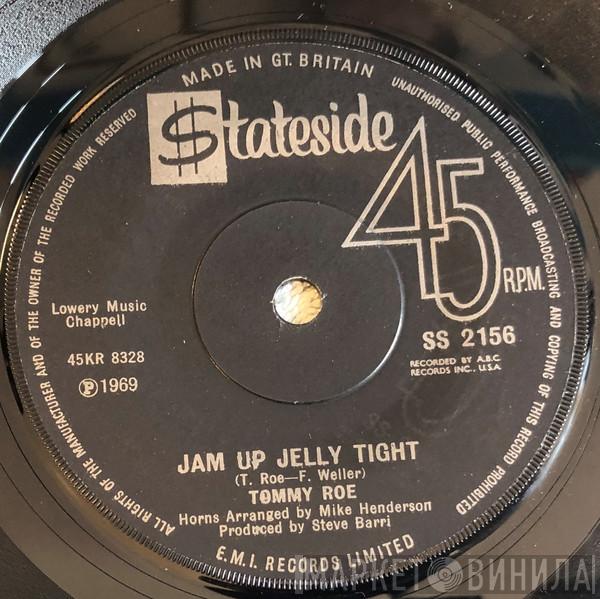 MADE IN GT. BRITAIN
UNAUTHORISED PUBLIC PERFORMANCE BROADCASTING AND COPYING OF THIS RECORD PROHIBITED
ALL RIGHTS OF THE MANUFACTURER AND OF THE OWNER OF THE RECORDED WORK RESERVED
$tateside
45 R.P.M.
Lowery Music
Chappell
45KR 8328
Ⓟ1969
SS 2156
RECORDED BY A.B.C.
RECORDS INC., U.S.A.
JAM UP JELLY TIGHT
(T. Roe—F. Weller)
TOMMY ROE
Horns Arranged by Mike Henderson
Produced by Steve Barri
E.M.I. RECORDS LIMITED
МАРКЕТ ВИНИЛА